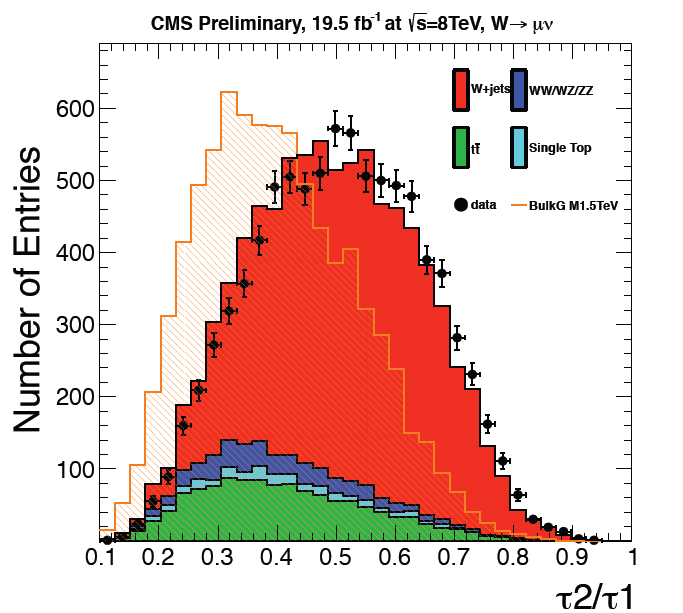 CMS Preliminary, 19.5 fb⁻¹ at √s=8TeV, W→ μν
Number of Entries
600
500
400
300
200
100
W+jets
WW/WZ/ZZ
tt̄
Single Top
data
BulkG M1.5TeV
0.1 0.2 0.3 0.4 0.5 0.6 0.7 0.8 0.9 1
τ2/τ1